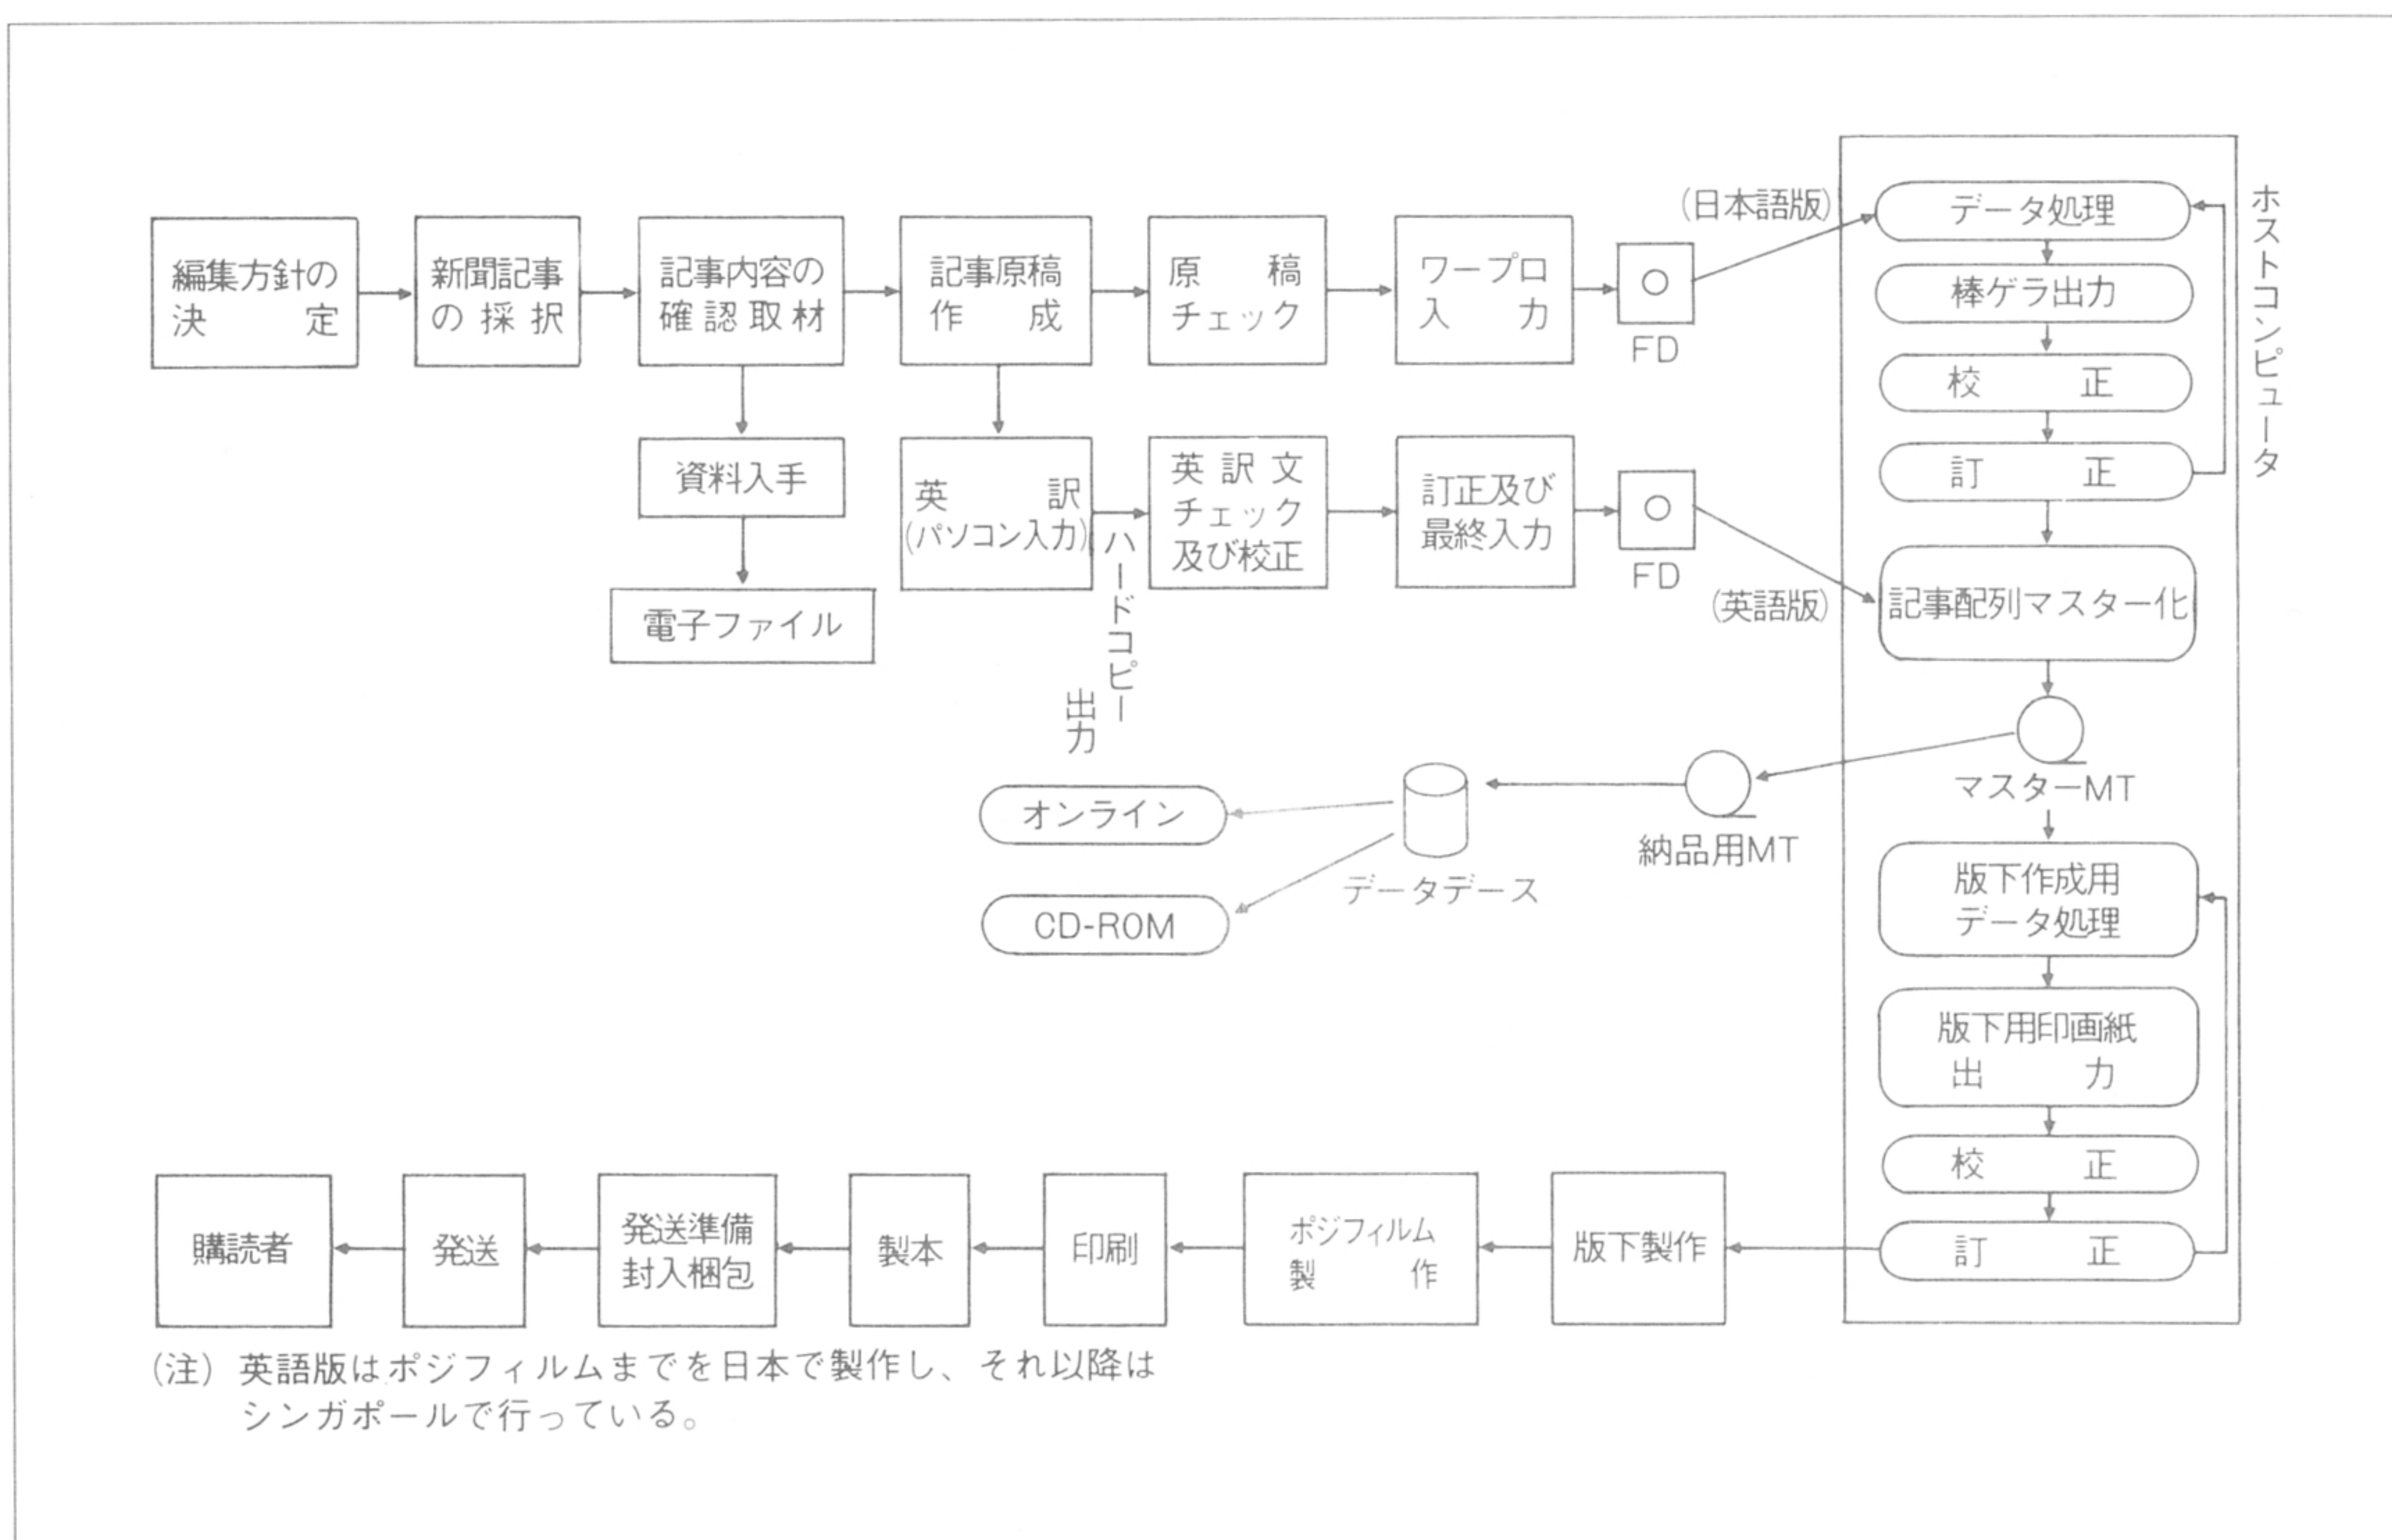 編集方針の
決定
新聞記事
の採択
記事内容の
確認取材
記事原稿
作成
原稿
チェック
ワープロ
入力
FD
(日本語版)
資料入手
電子ファイル
英訳
(パソコン入力)
ハードコピー
出力
英訳文
チェック
及び校正
訂正及び
最終入力
FD
(英語版)
ホストコンピュータ
データ処理
棒ゲラ出力
校正
訂正
記事配列マスター化
マスターMT
納品用MT
データデース
オンライン
CD-ROM
版下作成用
データ処理
版下用印画紙
出力
校正
訂正
版下製作
ポジフィルム
製作
印刷
製本
発送準備
封入梱包
発送
購読者
(注) 英語版はポジフィルムまでを日本で製作し、それ以降は
シンガポールで行っている。